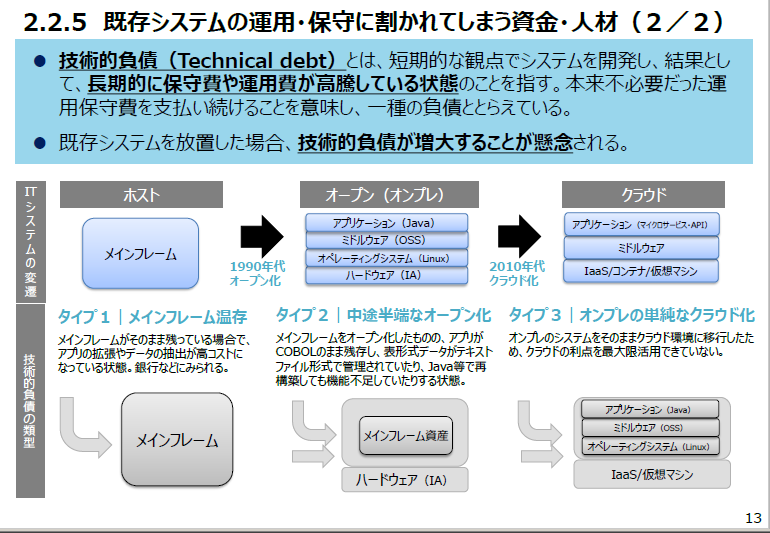 2.2.5 既存システムの運用・保守に割かれてしまう資金・人材（２／２）
● 技術的負債（Technical debt）とは、短期的な観点でシステムを開発し、結果とし
て、長期的に保守費や運用費が高騰している状態のことを指す。本来不必要だった運
用保守費を支払い続けることを意味し、一種の負債ととらえている。
● 既存システムを放置した場合、技術的負債が増大することが懸念される。
ITシステムの変遷
ホスト
メインフレーム
1990年代
オープン化
オープン（オンプレ）
アプリケーション（Java）
ミドルウェア（OSS）
オペレーティングシステム（Linux）
ハードウェア（IA）
2010年代
クラウド化
クラウド
アプリケーション（マイクロサービス・API）
ミドルウェア
IaaS/コンテナ/仮想マシン
技術的負債の類型
タイプ１｜メインフレーム温存
メインフレームがそのまま残っている場合で、
アプリの拡張やデータの抽出が高コストに
なっている状態。銀行などにみられる。
メインフレーム
タイプ２｜中途半端なオープン化
メインフレームをオープン化したものの、アプリが
COBOLのまま残存し、表形式データがテキスト
ファイル形式で管理されていたり、Java等で再
構築しても機能不足していたりする状態。
メインフレーム資産
ハードウェア（IA）
タイプ３｜オンプレの単純なクラウド化
オンプレのシステムをそのままクラウド環境に移行したた
め、クラウドの利点を最大限活用できていない。
アプリケーション（Java）
ミドルウェア（OSS）
オペレーティングシステム（Linux）
IaaS/仮想マシン
13